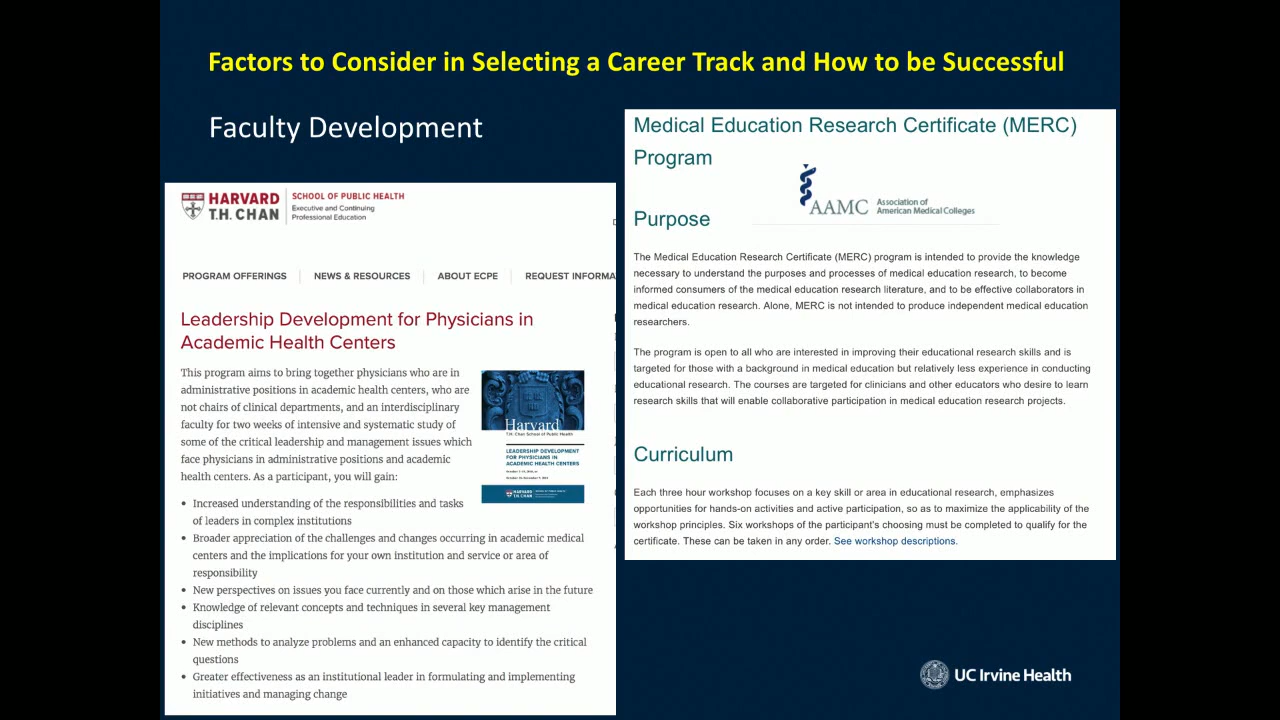 Factors to Consider in Selecting a Career Track and How to be Successful
Faculty Development
HARVARD
T.H. CHAN
SCHOOL OF PUBLIC HEALTH
Executive and Continuing
Professional Education
PROGRAM OFFERINGS
NEWS & RESOURCES
ABOUT ECPE
REQUEST INFORMA
Leadership Development for Physicians in
Academic Health Centers
This program aims to bring together physicians who are in
administrative positions in academic health centers, who are
not chairs of clinical departments, and an interdisciplinary
faculty for two weeks of intensive and systematic study of
some of the critical leadership and management issues which
face physicians in administrative positions and academic
health centers. As a participant, you will gain:
Harvard
T.H. Chan School of Public Health
LEADERSHIP DEVELOPMENT
FOR PHYSICIANS IN
ACADEMIC HEALTH CENTERS
• Increased understanding of the responsibilities and tasks
of leaders in complex institutions
• Broader appreciation of the challenges and changes occurring in academic medical
centers and the implications for your own institution and service or area of
responsibility
• New perspectives on issues you face currently and on those which arise in the future
• Knowledge of relevant concepts and techniques in several key management
disciplines
• New methods to analyze problems and an enhanced capacity to identify the critical
questions
• Greater effectiveness as an institutional leader in formulating and implementing
initiatives and managing change
Medical Education Research Certificate (MERC)
Program
AAMC
Association of
American Medical Colleges
Purpose
The Medical Education Research Certificate (MERC) program is intended to provide the knowledge
necessary to understand the purposes and processes of medical education research, to become
informed consumers of the medical education research literature, and to be effective collaborators in
medical education research. Alone, MERC is not intended to produce independent medical education
researchers.
The program is open to all who are interested in improving their educational research skills and is
targeted for those with a background in medical education but relatively less experience in conducting
educational research. The courses are targeted for clinicians and other educators who desire to learn
research skills that will enable collaborative participation in medical education research projects.
Curriculum
Each three hour workshop focuses on a key skill or area in educational research, emphasizes
opportunities for hands-on activities and active participation, so as to maximize the applicability of the
workshop principles. Six workshops of the participant's choosing must be completed to qualify for the
certificate. These can be taken in any order. See workshop descriptions.
UC Irvine Health